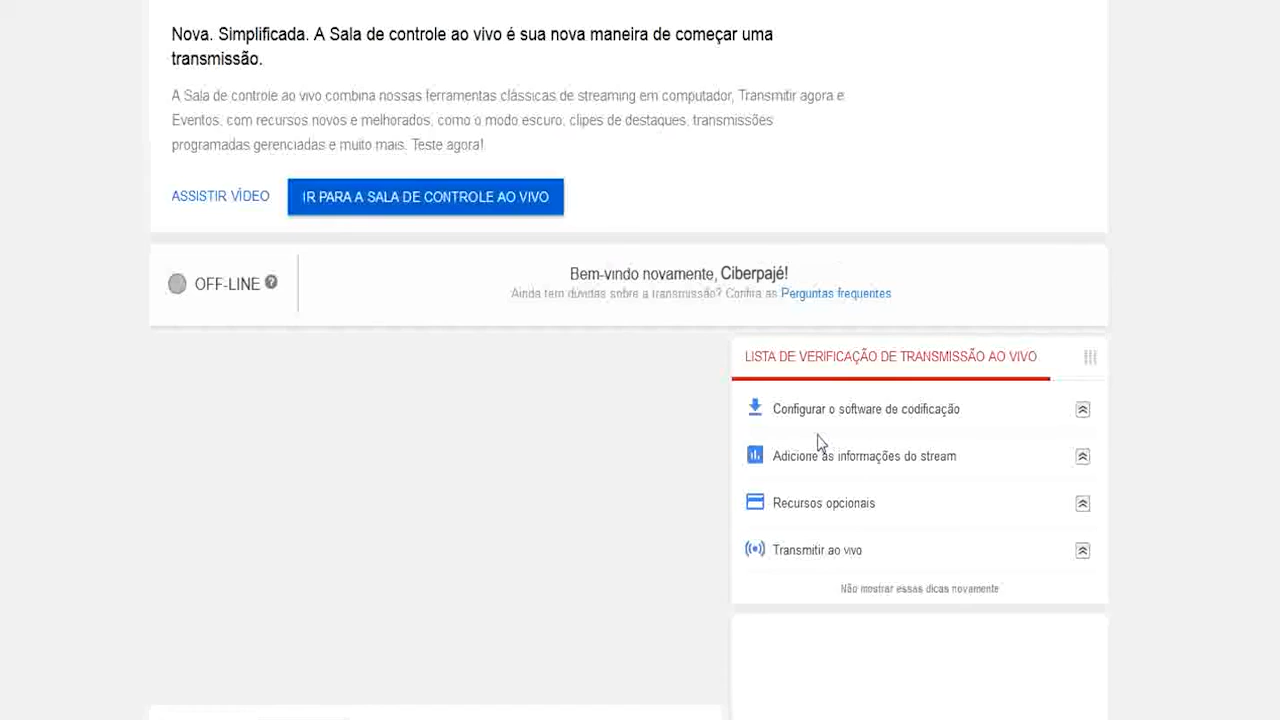 Nova. Simplificada. A Sala de controle ao vivo é sua nova maneira de começar uma
transmissão.
A Sala de controle ao vivo combina nossas ferramentas clássicas de streaming em computador, Transmitir agora e
Eventos, com recursos novos e melhorados, como o modo escuro, clipes de destaques, transmissões
programadas gerenciadas e muito mais. Teste agora!
ASSISTIR VÍDEO
IR PARA A SALA DE CONTROLE AO VIVO
OFF-LINE ?
Bem-vindo novamente, Ciberpajé!
Ainda tem dúvidas sobre a transmissão? Confira as Perguntas frequentes
LISTA DE VERIFICAÇÃO DE TRANSMISSÃO AO VIVO
Configurar o software de codificação
Adicione as informações do stream
Recursos opcionais
Transmitir ao vivo
Não mostrar essas dicas novamente